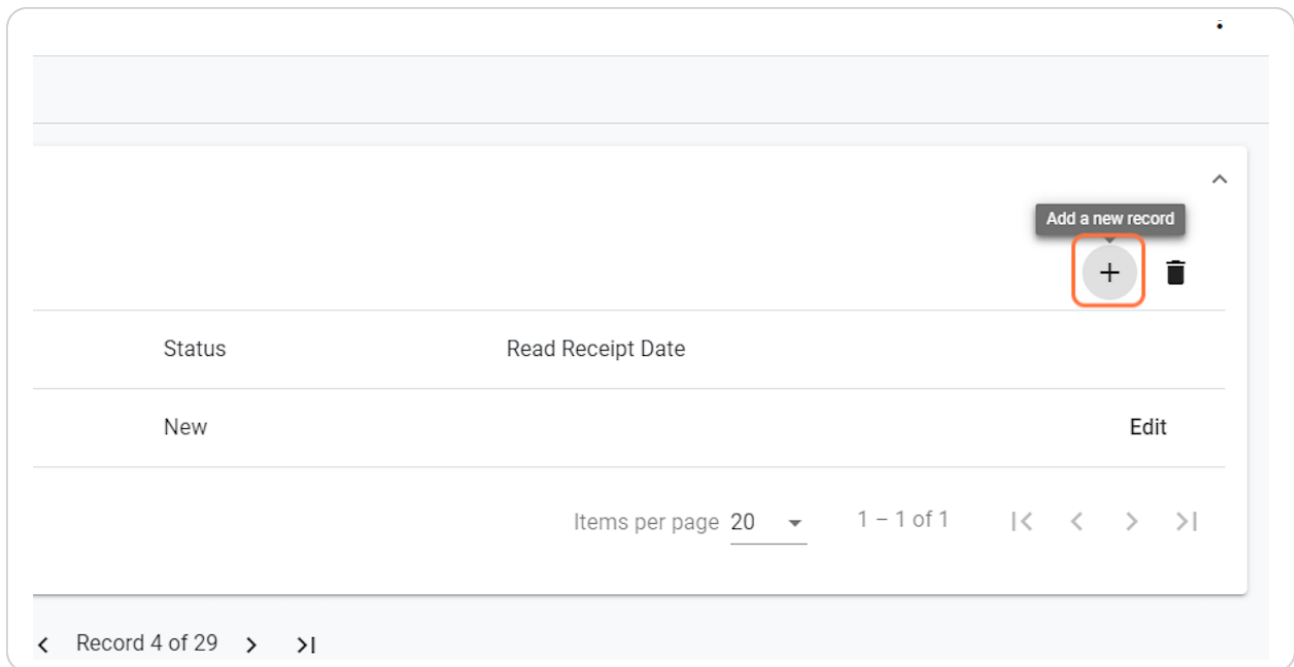 Add a new record
Status Read Receipt Date
New Edit
Items per page 20 1 – 1 of 1
Record 4 of 29